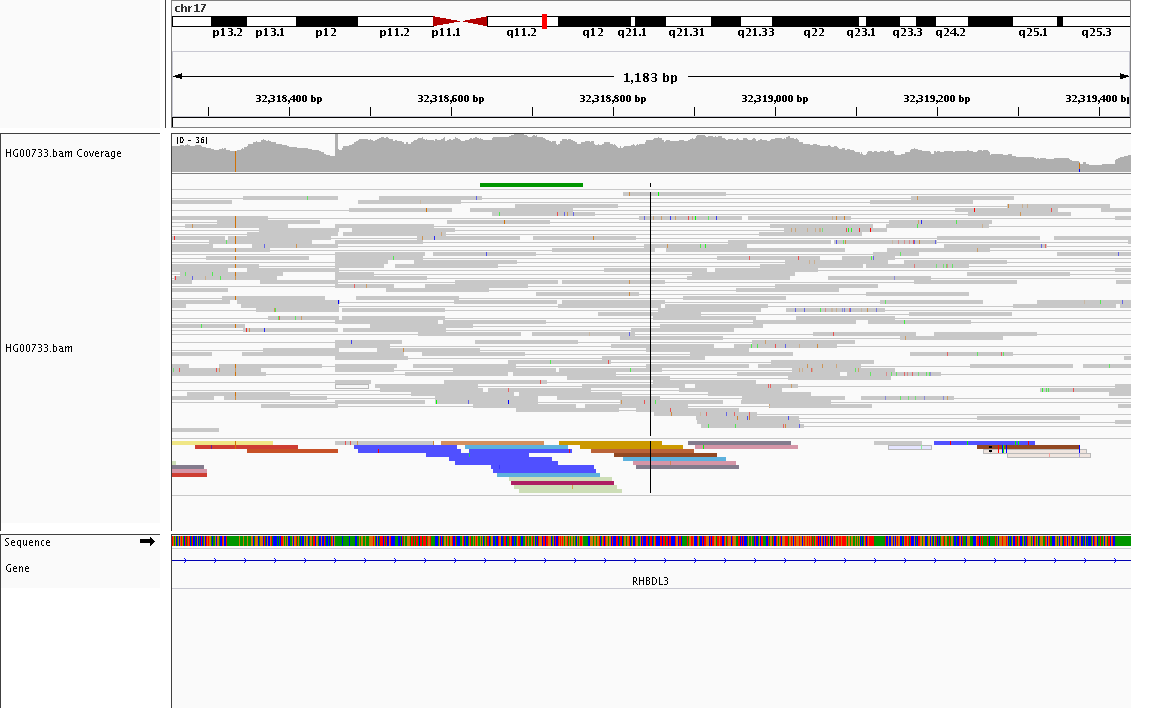 chr17
p13.2 p13.1 p12 p11.2 p11.1 q11.2 q12 q21.1 q21.31 q21.33 q22 q23.1 q23.3 q24.2 q25.1 q25.3
1,183 bp
32,318,400 bp 32,318,600 bp 32,318,800 bp 32,319,000 bp 32,319,200 bp 32,319,400 bp
[0 - 36]
HG00733.bam Coverage
HG00733.bam
Sequence
Gene
RHBDL3